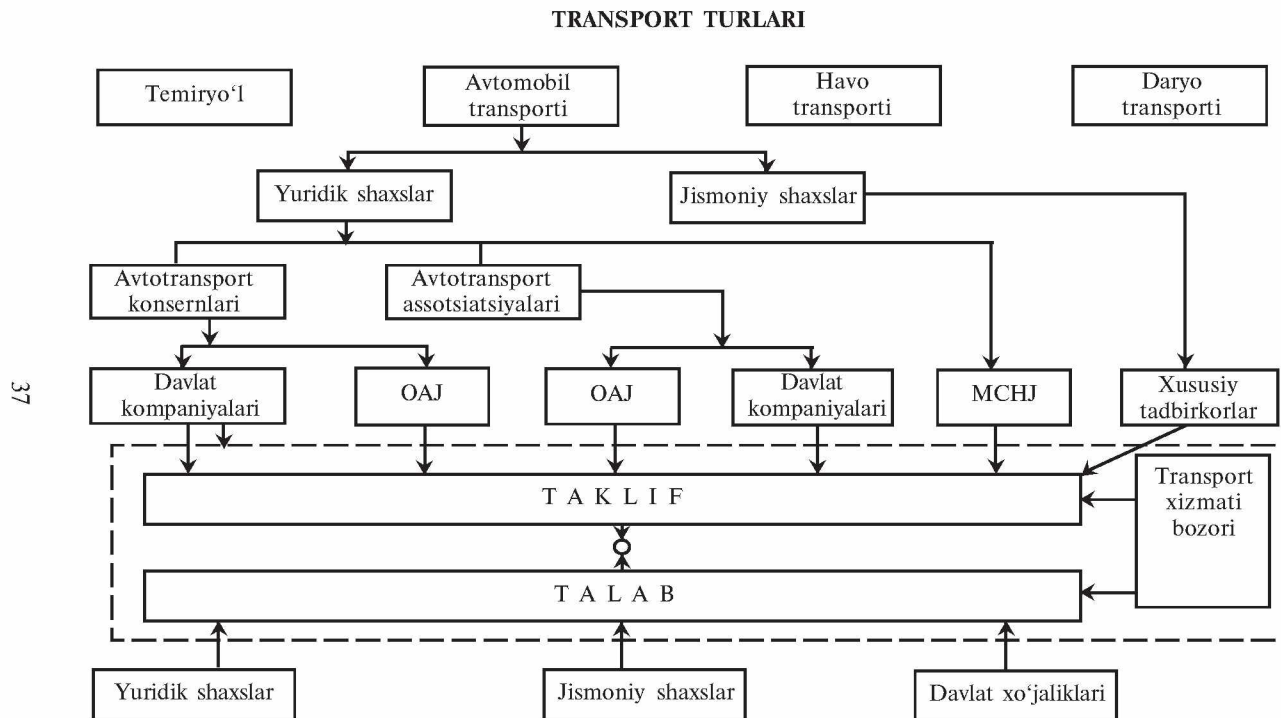 TRANSPORT TURLARI
Temiryo‘l
Avtomobil
transporti
Havo
transporti
Daryo
transporti
Yuridik shaxslar
Jismoniy shaxslar
Avtotransport
konsernlari
Avtotransport
assotsiatsiyalari
Davlat
kompaniyalari
OAJ
OAJ
Davlat
kompaniyalari
MCHJ
Xususiy
tadbirkorlar
37
T A K L I F
Transport
xizmati
bozori
T A L A B
Yuridik shaxslar
Jismoniy shaxslar
Davlat xo‘jaliklari